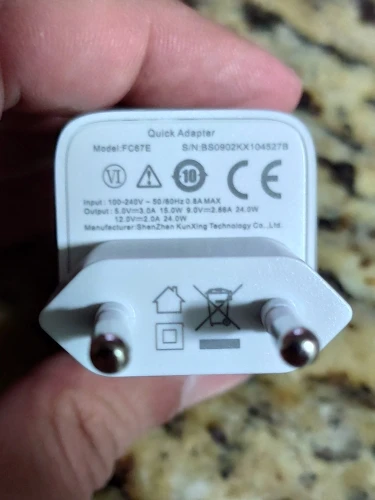 Quick Adapter
Model:FC67E S/N:BS0902KX104527B
VI 10 CE
Input : 100-240V ~ 50/60Hz 0.8A MAX
Output : 5.0V⎓3.0A 15.0W 9.0V⎓2.66A 24.0W
12.0V⎓2.0A 24.0W
Manufacturer:ShenZhen KunXing Technology Co.,Ltd.